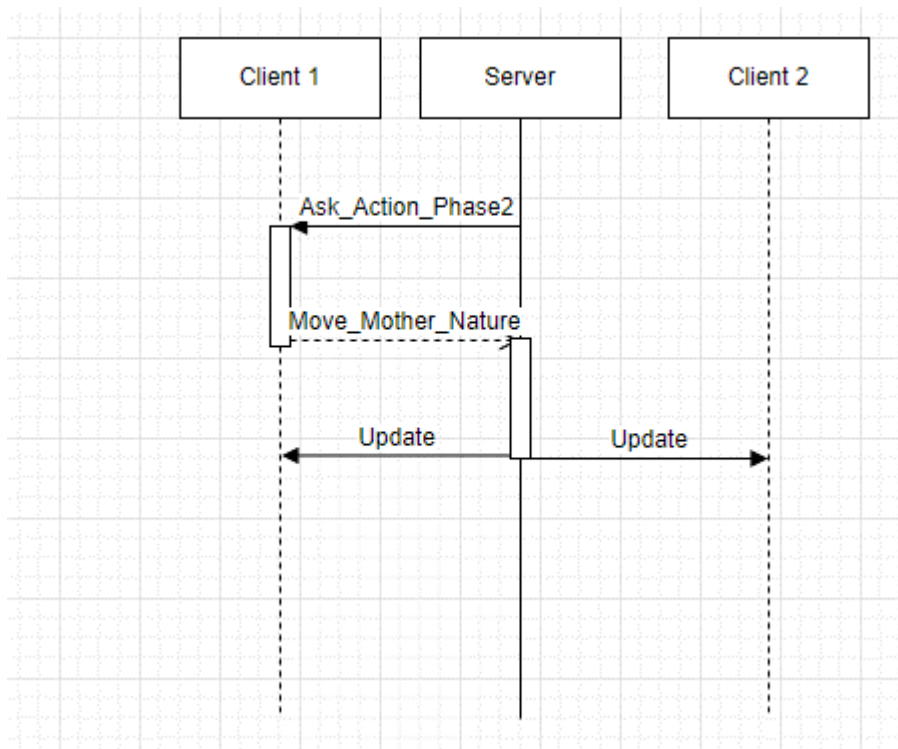 Client 1
Server
Client 2
Ask_Action_Phase2
Move_Mother_Nature
Update
Update